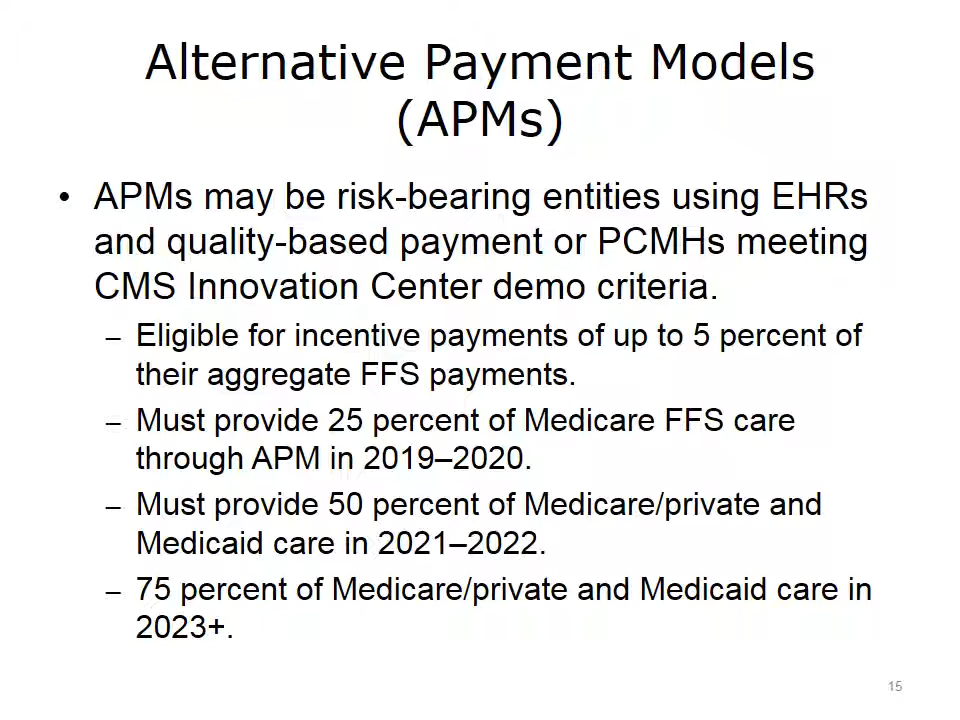 Alternative Payment Models
(APMs)
• APMs may be risk-bearing entities using EHRs
and quality-based payment or PCMHs meeting
CMS Innovation Center demo criteria.
– Eligible for incentive payments of up to 5 percent of
their aggregate FFS payments.
– Must provide 25 percent of Medicare FFS care
through APM in 2019–2020.
– Must provide 50 percent of Medicare/private and
Medicaid care in 2021–2022.
– 75 percent of Medicare/private and Medicaid care in
2023+.
15